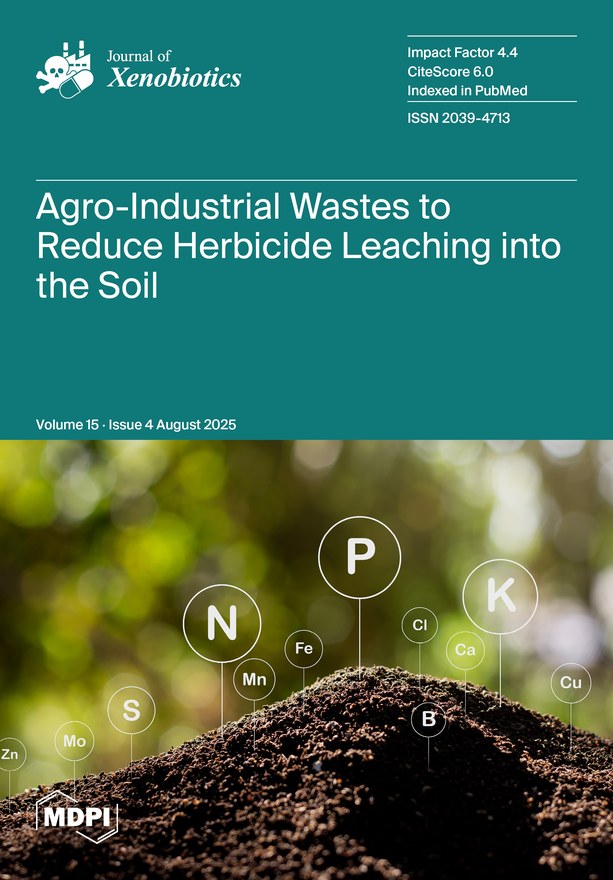 Journal of
Xenobiotics
Impact Factor 4.4
CiteScore 6.0
Indexed in PubMed
ISSN 2039-4713
Agro-Industrial Wastes to
Reduce Herbicide Leaching into
the Soil
Volume 15 · Issue 4 August 2025
P
K
N
Cl
Fe
Ca
Mn
Cu
S
B
Mo
Zn
MDPI